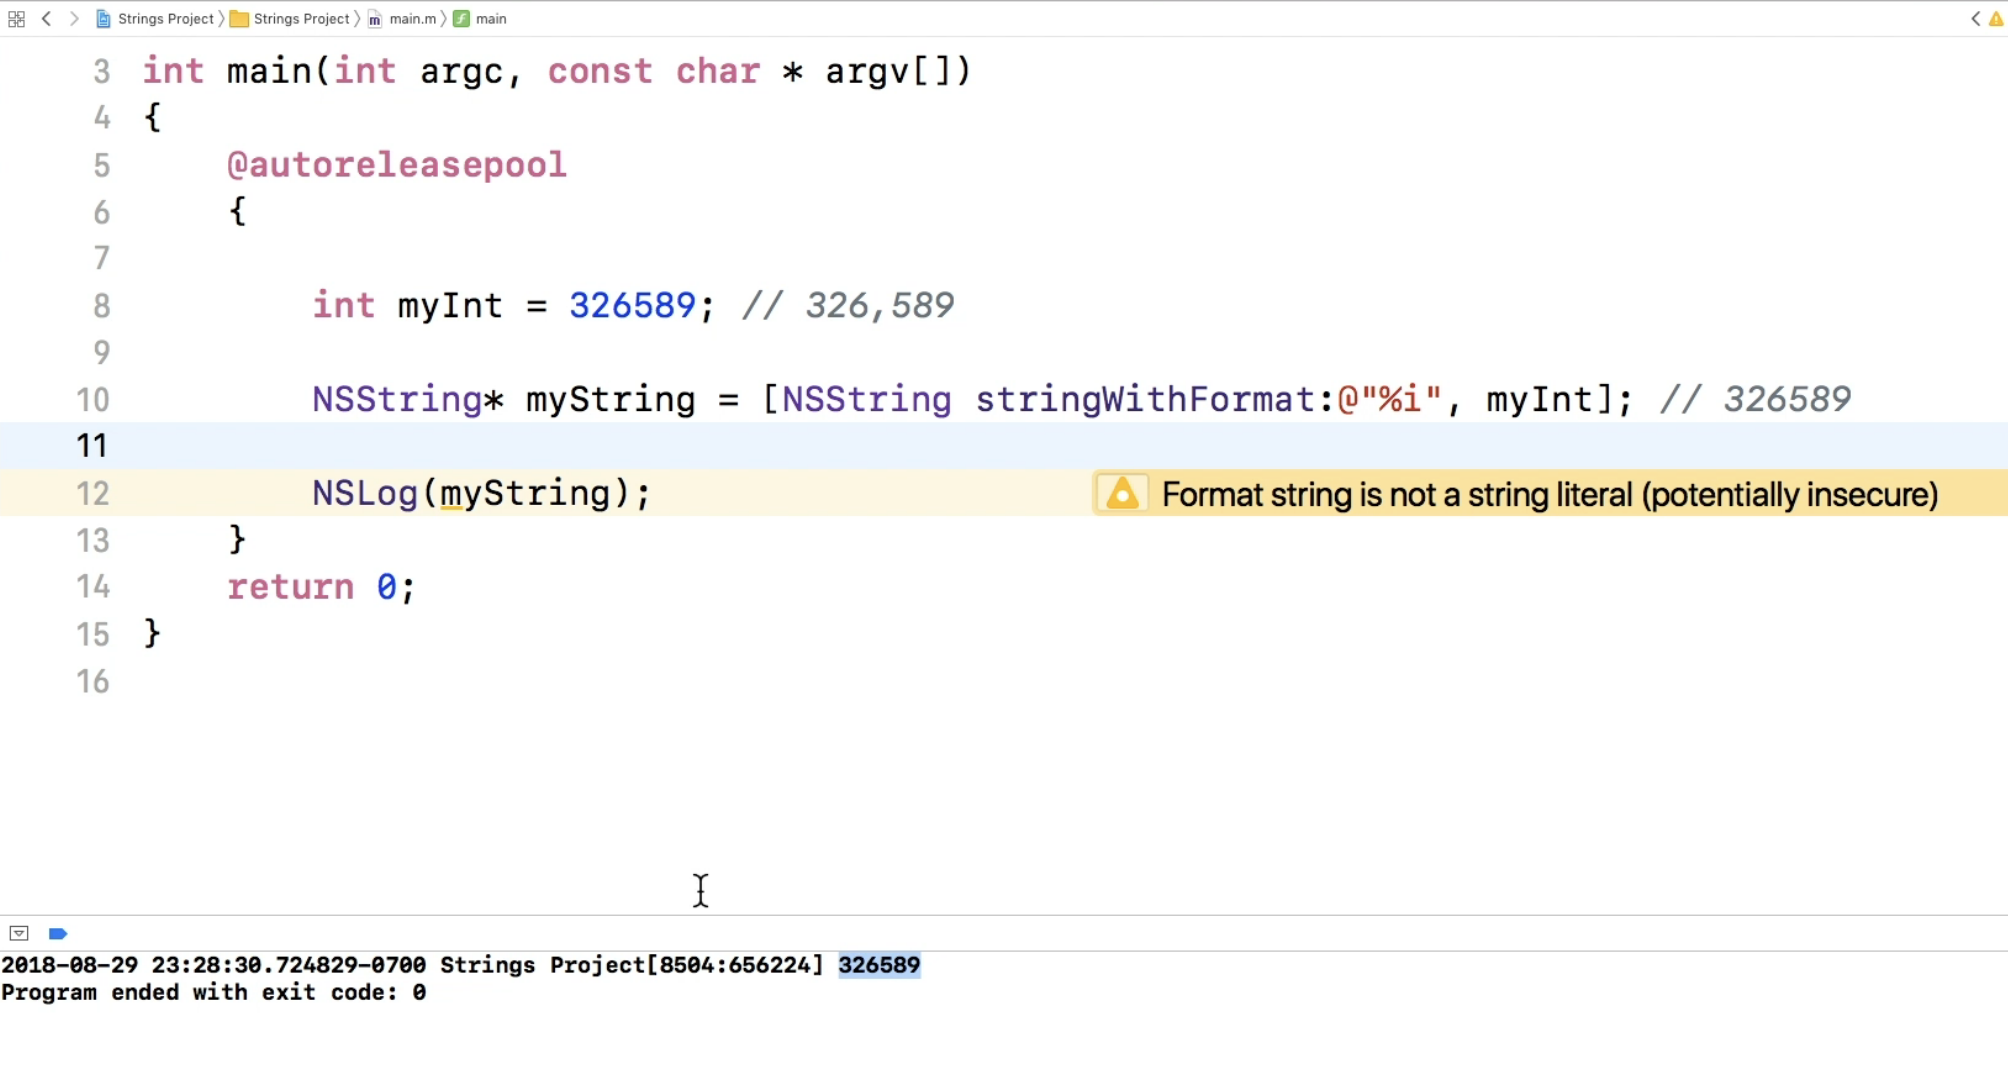 Strings Project 〉 Strings Project 〉 m main.m 〉 f main
3 int main(int argc, const char * argv[])
4 {
5 @autoreleasepool
6 {
7
8 int myInt = 326589; // 326,589
9
10 NSString* myString = [NSString stringWithFormat:@"%i", myInt]; // 326589
11
12 NSLog(myString); Format string is not a string literal (potentially insecure)
13 }
14 return 0;
15 }
16
2018-08-29 23:28:30.724829-0700 Strings Project[8504:656224] 326589
Program ended with exit code: 0